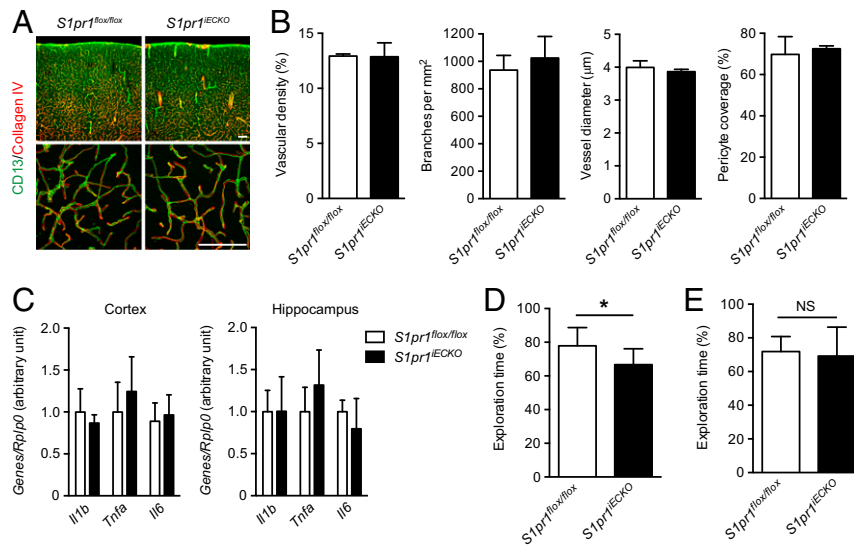 A
S1pr1flox/flox
S1pr1iECKO
CD13/Collagen IV
B
Vascular density (%)
15
10
5
0
S1pr1flox/flox
S1pr1iECKO
Branches per mm2
1200
1000
800
600
400
200
0
S1pr1flox/flox
S1pr1iECKO
Vessel diameter (μm)
5
4
3
2
1
0
S1pr1flox/flox
S1pr1iECKO
Pericyte coverage (%)
80
60
40
20
0
S1pr1flox/flox
S1pr1iECKO
C
Cortex
Genes/Rplp0 (arbitrary unit)
2.0
1.5
1.0
0.5
0
Il1b
Tnfa
Il6
Hippocampus
Genes/Rplp0 (arbitrary unit)
2.0
1.5
1.0
0.5
0
Il1b
Tnfa
Il6
S1pr1flox/flox
S1pr1iECKO
D
Exploration time (%)
100
80
60
40
20
0
*
S1pr1flox/flox
S1pr1iECKO
E
Exploration time (%)
100
80
60
40
20
0
NS
S1pr1flox/flox
S1pr1iECKO